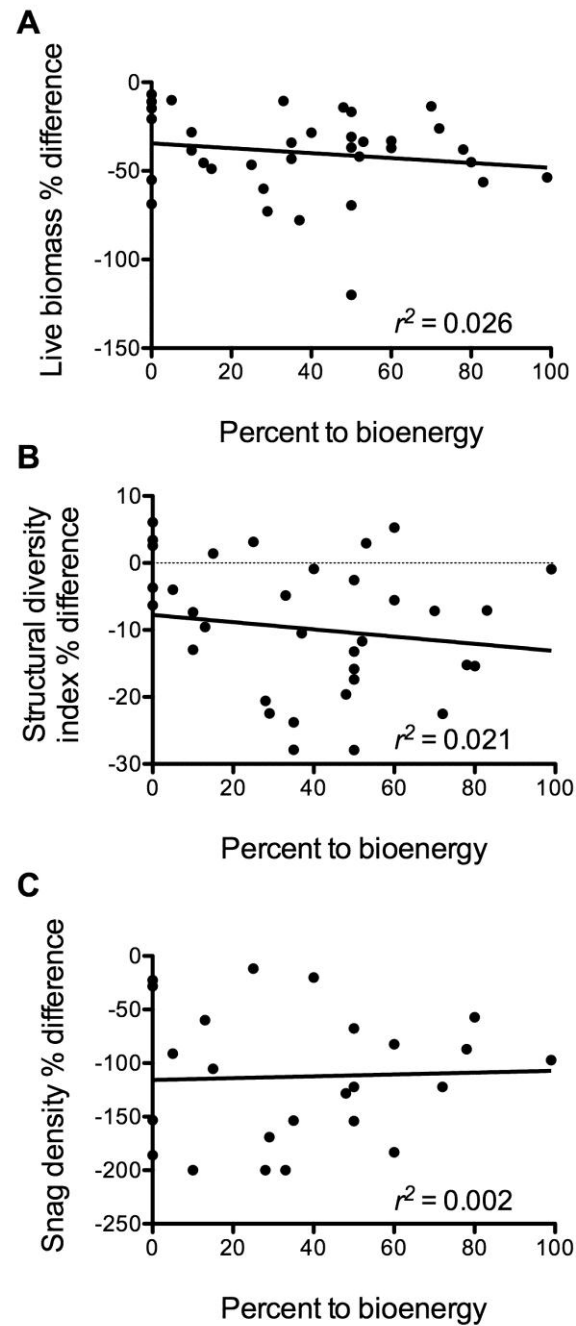 A
Live biomass % difference
0
-50
-100
-150
r² = 0.026
0 20 40 60 80 100
Percent to bioenergy
B
Structural diversity
index % difference
10
0
-10
-20
-30
r² = 0.021
0 20 40 60 80 100
Percent to bioenergy
C
Snag density % difference
0
-50
-100
-150
-200
-250
r² = 0.002
0 20 40 60 80 100
Percent to bioenergy